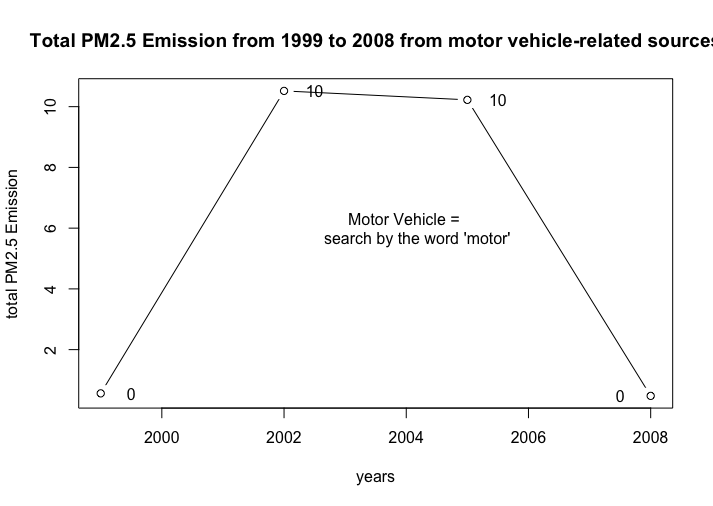 Total PM2.5 Emission from 1999 to 2008 from motor vehicle-related sources
10
10
Motor Vehicle =
search by the word 'motor'
0
0
total PM2.5 Emission
10
8
6
4
2
2000 2002 2004 2006 2008
years